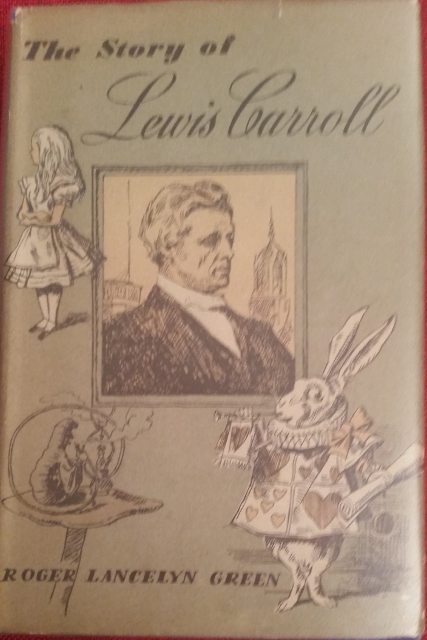 The Story of
Lewis Carroll
ROGER LANCELYN GREEN